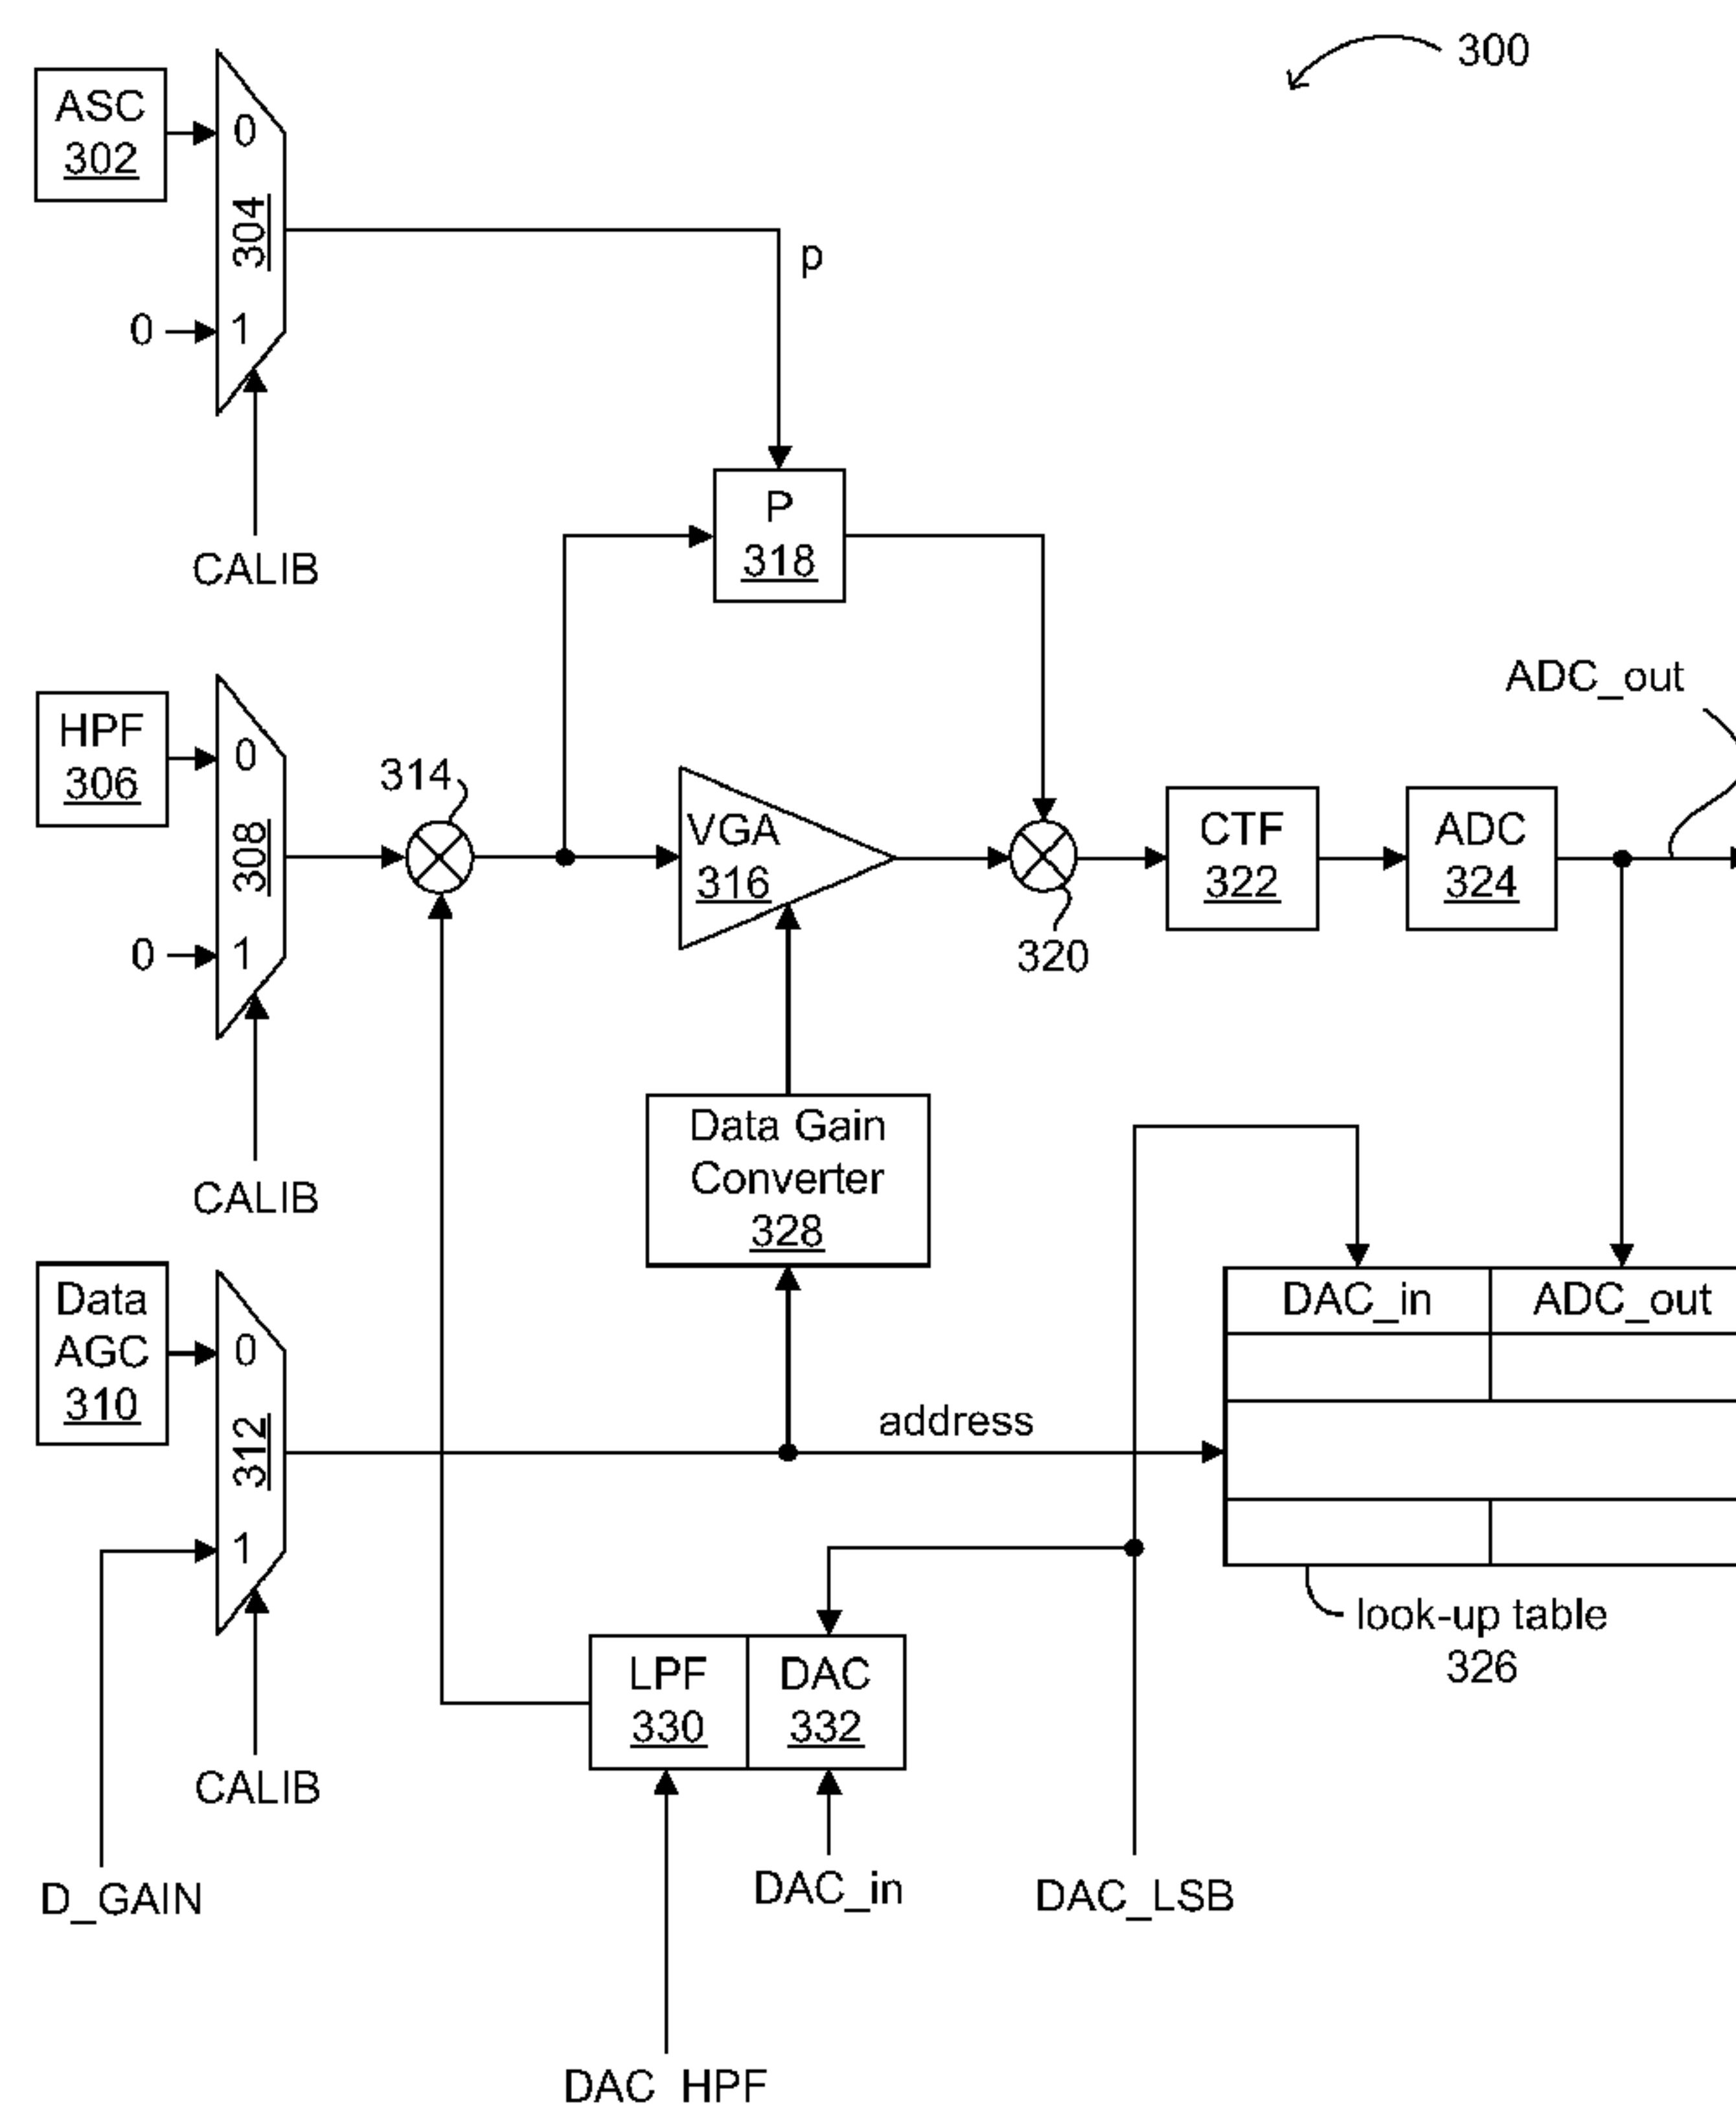 300
ASC
302
0
304
0
1
p
CALIB
P
318
HPF
306
0
308
0
1
314
VGA
316
320
CTF
322
ADC
324
ADC_out
CALIB
Data Gain
Converter
328
Data
AGC
310
0
312
1
address
DAC_in
ADC_out
look-up table
326
LPF
330
DAC
332
CALIB
D_GAIN
DAC_in
DAC_LSB
DAC HPF